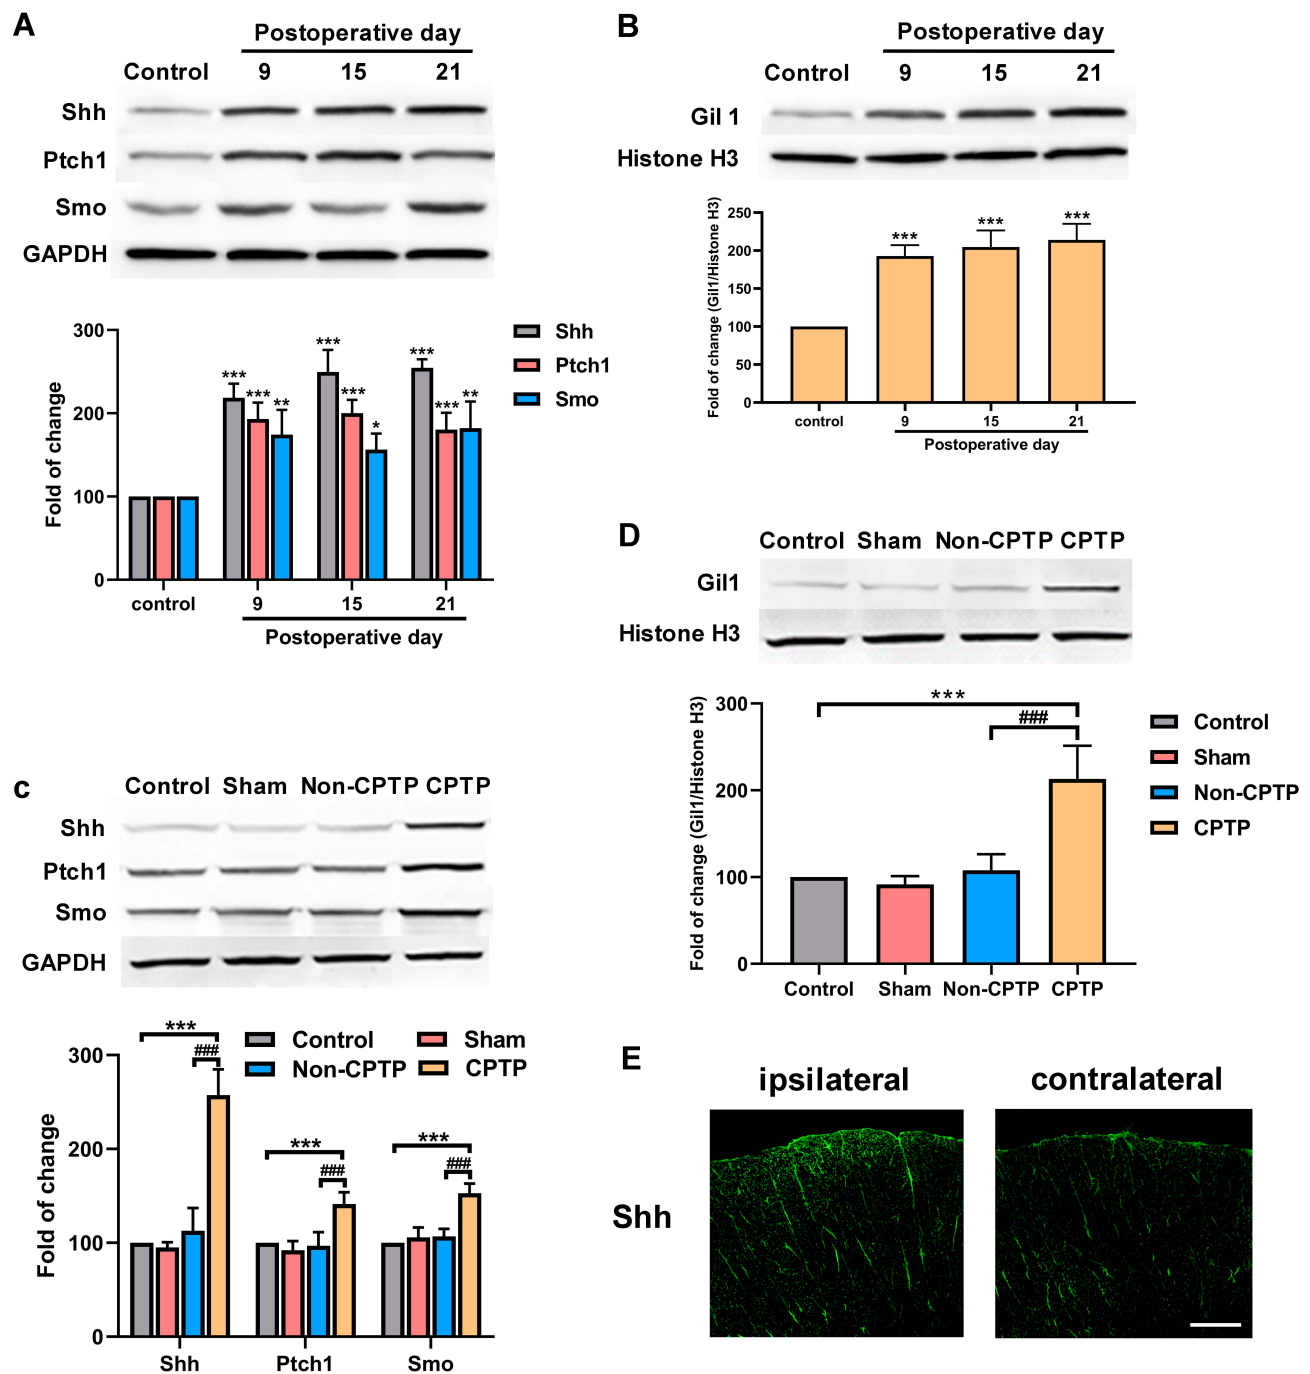 A
Postoperative day
Control 9 15 21
Shh
Ptch1
Smo
GAPDH
300
200
100
0
Fold of change
*** *** **
*** *** *
*** *** **
Shh
Ptch1
Smo
control 9 15 21
Postoperative day
B
Postoperative day
Control 9 15 21
Gil 1
Histone H3
Fold of change (Gil1/Histone H3)
250
200
150
100
50
0
*** *** ***
control 9 15 21
Postoperative day
c
Control Sham Non-CPTP CPTP
Shh
Ptch1
Smo
GAPDH
Control Sham
Non-CPTP CPTP
Fold of change
300
200
100
0
*** ###
*** ###
*** ###
Shh Ptch1 Smo
D
Control Sham Non-CPTP CPTP
Gil1
Histone H3
Fold of change (Gil1/Histone H3)
300
200
100
0
***
###
Control
Sham
Non-CPTP
CPTP
Control Sham Non-CPTP CPTP
E
ipsilateral contralateral
Shh